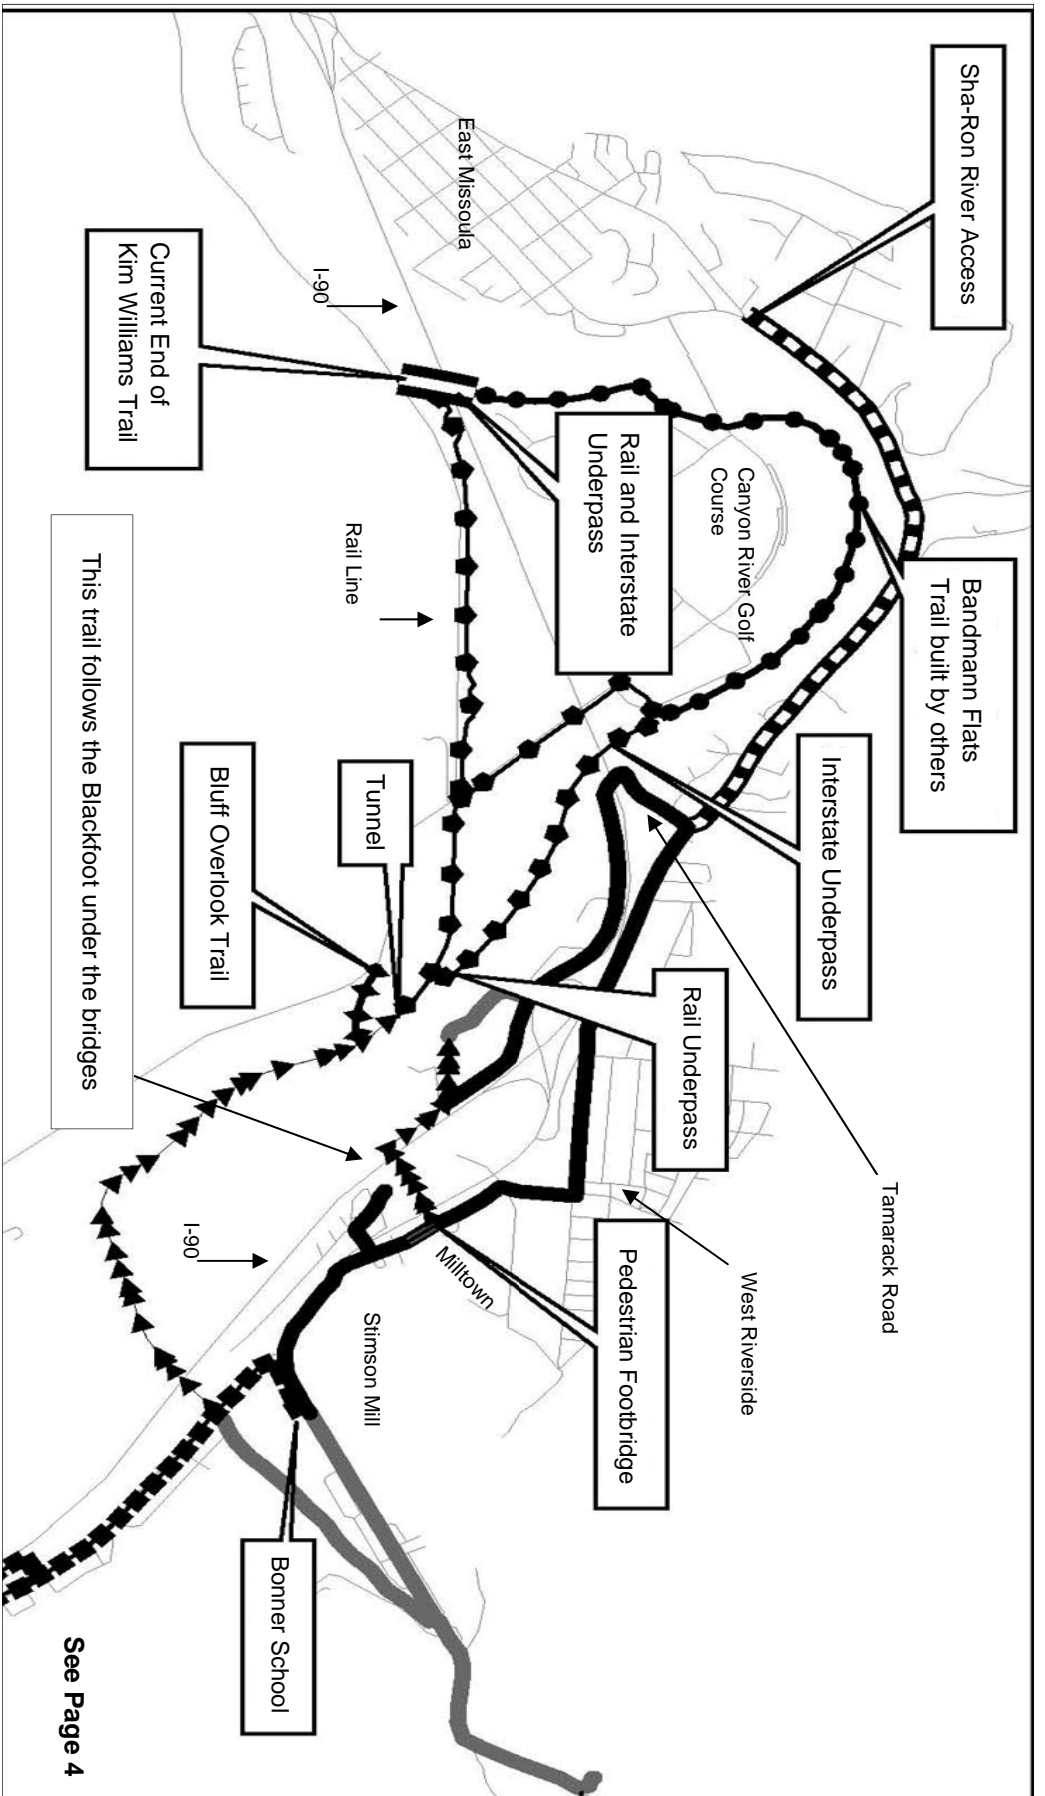 Sha-Ron River Access
East Missoula
I-90
Current End of
Kim Williams Trail
Rail and Interstate
Underpass
Canyon River Golf
Course
Bandmann Flats
Trail built by others
Rail Line
Interstate Underpass
This trail follows the Blackfoot under the bridges
Tunnel
Bluff Overlook Trail
Rail Underpass
Tamarack Road
West Riverside
Pedestrian Footbridge
Milltown
I-90
Stimson Mill
Bonner School
See Page 4